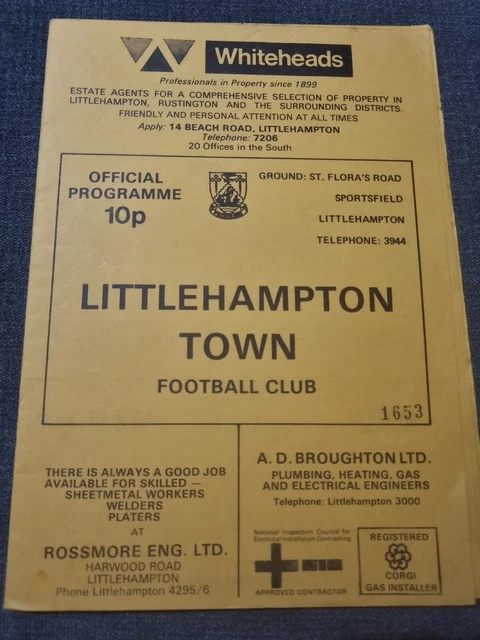 Whiteheads
Professionals in Property since 1899
ESTATE AGENTS FOR A COMPREHENSIVE SELECTION OF PROPERTY IN
LITTLEHAMPTON, RUSTINGTON AND THE SURROUNDING DISTRICTS.
FRIENDLY AND PERSONAL ATTENTION AT ALL TIMES
Apply: 14 BEACH ROAD, LITTLEHAMPTON
Telephone: 7206
20 Offices in the South
OFFICIAL
PROGRAMME
10p
GROUND: ST. FLORA'S ROAD
SPORTSFIELD
LITTLEHAMPTON
TELEPHONE: 3944
LITTLEHAMPTON
TOWN
FOOTBALL CLUB
1653
THERE IS ALWAYS A GOOD JOB
AVAILABLE FOR SKILLED —
SHEETMETAL WORKERS
WELDERS
PLATERS
AT
ROSSMORE ENG. LTD.
HARWOOD ROAD
LITTLEHAMPTON
Phone Littlehampton 4295/6
A. D. BROUGHTON LTD.
PLUMBING, HEATING, GAS
AND ELECTRICAL ENGINEERS
Telephone: Littlehampton 3000
National Inspection Council for
Electrical Installation Contracting
APPROVED CONTRACTOR
REGISTERED
CORGI
GAS INSTALLER